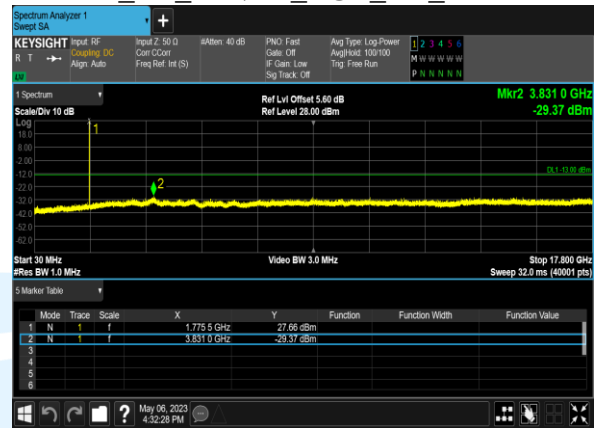 Spectrum Analyzer 1
Swept SA
+
KEYSIGHT Input: RF Input Z: 50 Ω #Atten: 40 dB PNO: Fast Avg Type: Log-Power 1 2 3 4 5 6
R T Coupling: DC Corr CCorr Gate: Off Avg|Hold: 100/100 M W W W W W
Align: Auto Freq Ref: Int (S) IF Gain: Low Trig: Free Run
LV Sig Track: Off P N N N N N
1 Spectrum Ref Lvl Offset 5.60 dB Mkr2 3.831 0 GHz
Scale/Div 10 dB Ref Level 28.00 dBm -29.37 dBm
Log
1
18.0
8.00
-2.00
-12.0 DL1 -13.00 dBm
-22.0 2
-32.0
-42.0
-52.0
-62.0
Start 30 MHz Video BW 3.0 MHz Stop 17.800 GHz
#Res BW 1.0 MHz Sweep 32.0 ms (40001 pts)
5 Marker Table
Mode Trace Scale X Y Function Function Width Function Value
1 N 1 f 1.775 5 GHz 27.66 dBm
2 N 1 f 3.831 0 GHz -29.37 dBm
3
4
5
6
? May 06, 2023
4:32:28 PM